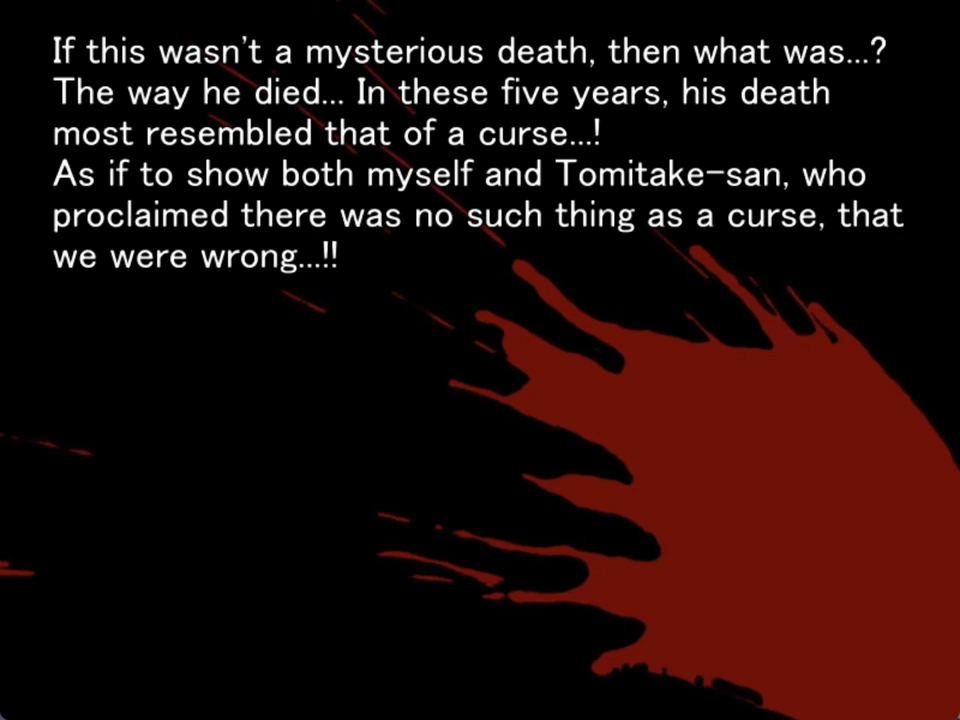 If this wasn't a mysterious death, then what was...?
The way he died... In these five years, his death
most resembled that of a curse...!
As if to show both myself and Tomitake-san, who
proclaimed there was no such thing as a curse, that
we were wrong...!!